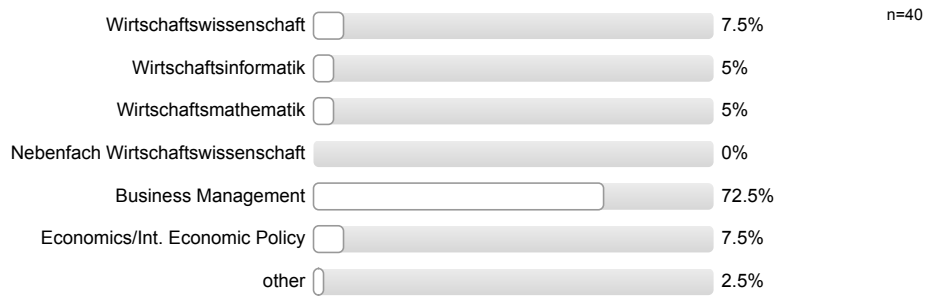 Wirtschaftswissenschaft 7.5% n=40
Wirtschaftsinformatik 5%
Wirtschaftsmathematik 5%
Nebenfach Wirtschaftswissenschaft 0%
Business Management 72.5%
Economics/Int. Economic Policy 7.5%
other 2.5%